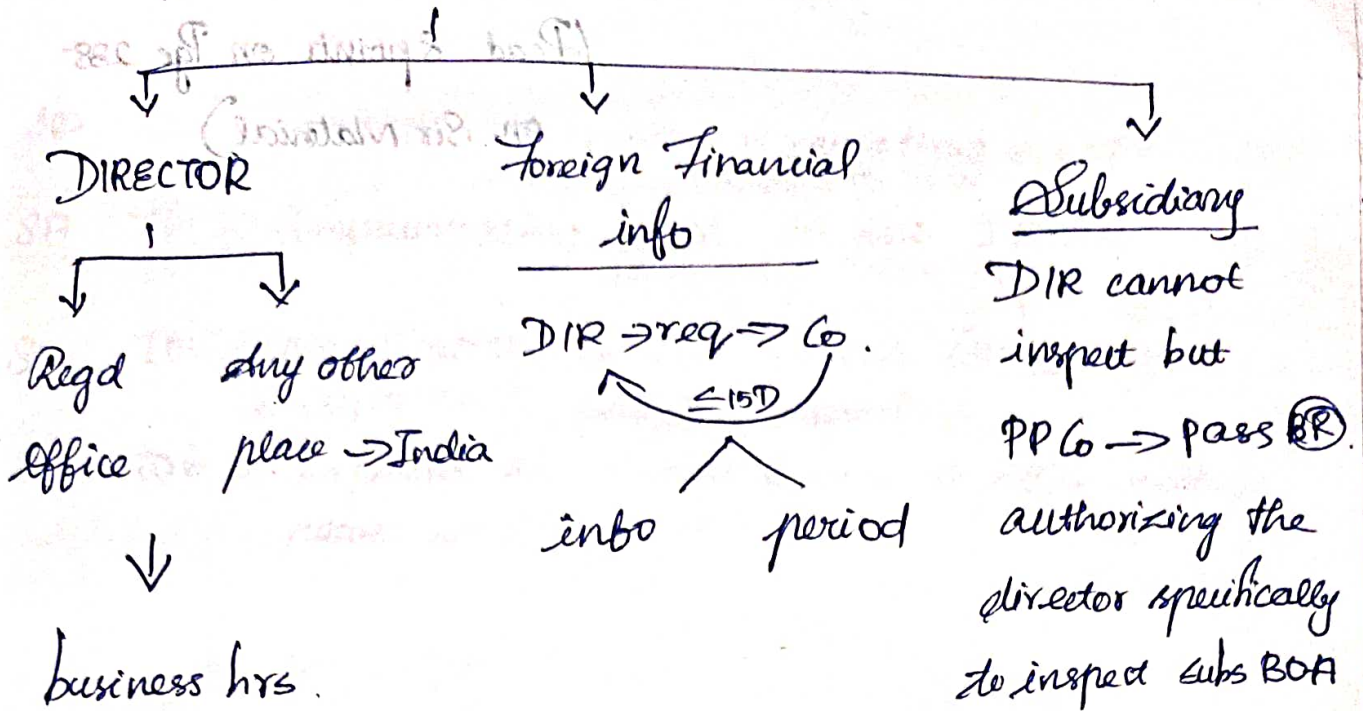 DIRECTOR
Regd
office
Any other
place → India
business hrs.
Foreign Financial
info
DIR → req → Co.
≤ 15D
info period
Subsidiary
DIR cannot
inspect but
PP Co → pass BR.
authorizing the
director specifically
to inspect subs BOA